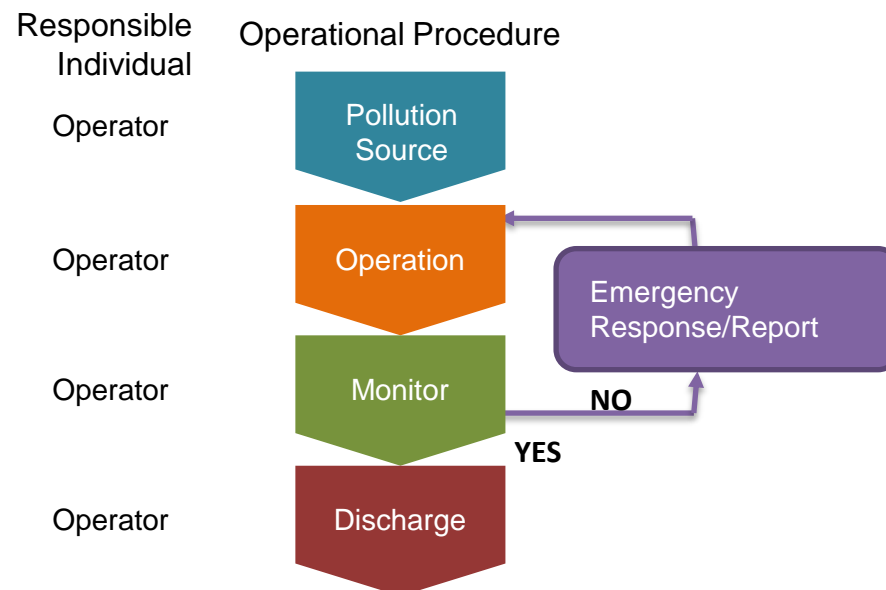 Responsible
Individual
Operational Procedure
Operator
Pollution
Source
Operator
Operation
Emergency
Response/Report
Operator
Monitor
NO
YES
Operator
Discharge